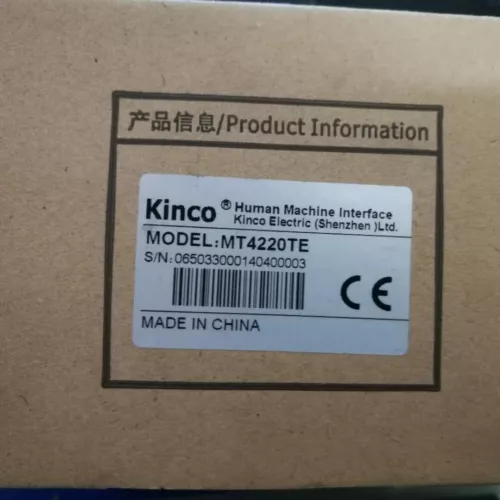 产品信息/Product Information
Kinco ® Human Machine Interface
Kinco Electric (Shenzhen )Ltd.
MODEL:MT4220TE
S/N:065033000140400003
CE
MADE IN CHINA